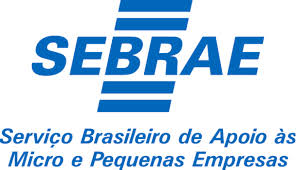 SEBRAE
Serviço Brasileiro de Apoio às
Micro e Pequenas Empresas